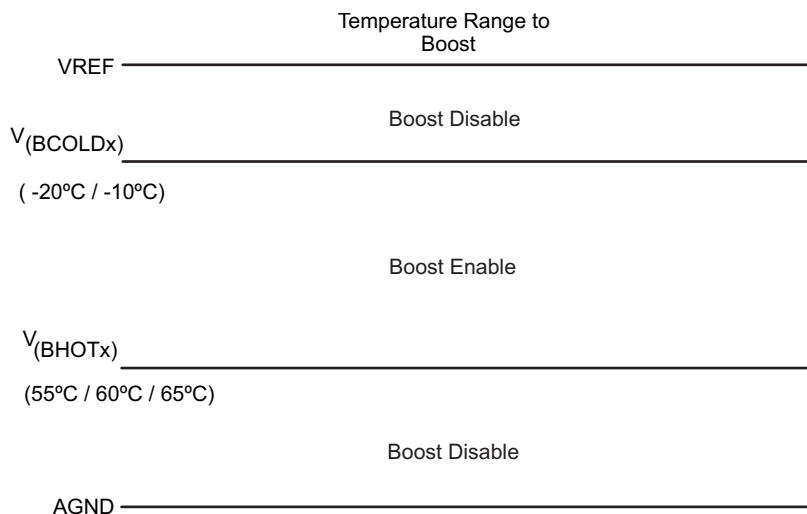 Temperature Range to
Boost
VREF
Boost Disable
V(BCOLDx)
( -20ºC / -10ºC)
Boost Enable
V(BHOTx)
(55ºC / 60ºC / 65ºC)
Boost Disable
AGND